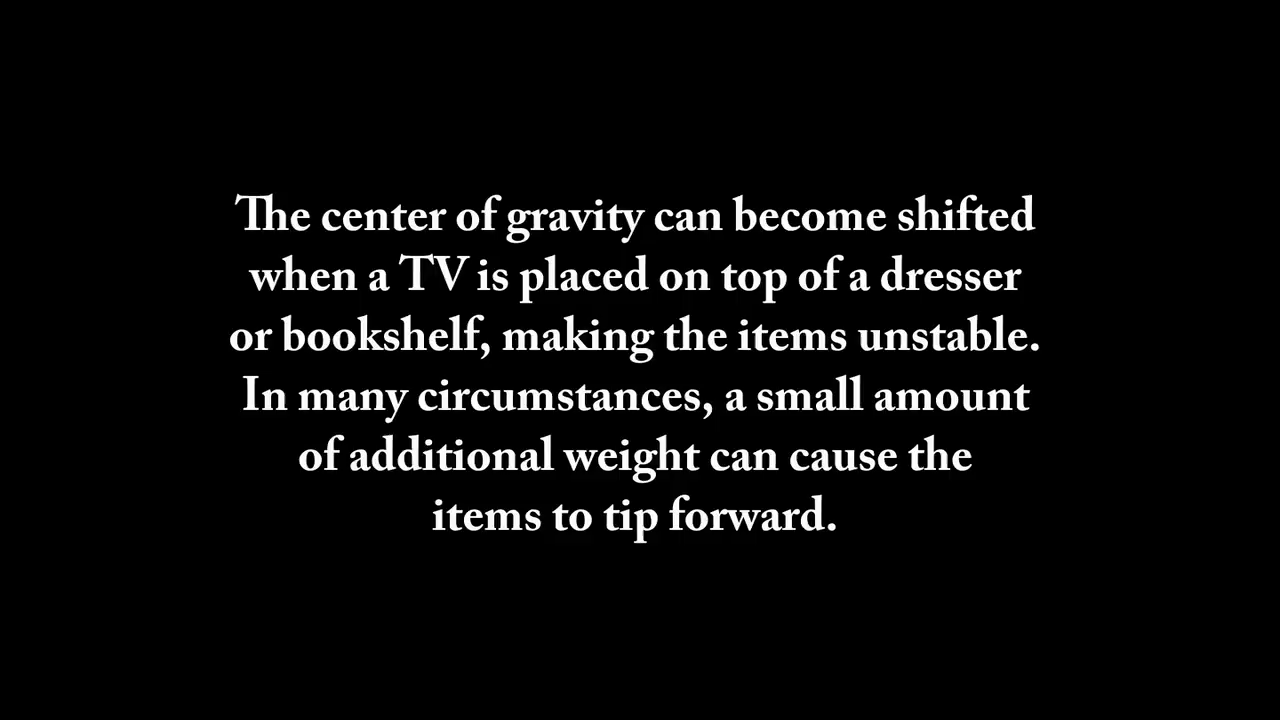 The center of gravity can become shifted
when a TV is placed on top of a dresser
or bookshelf, making the items unstable.
In many circumstances, a small amount
of additional weight can cause the
items to tip forward.